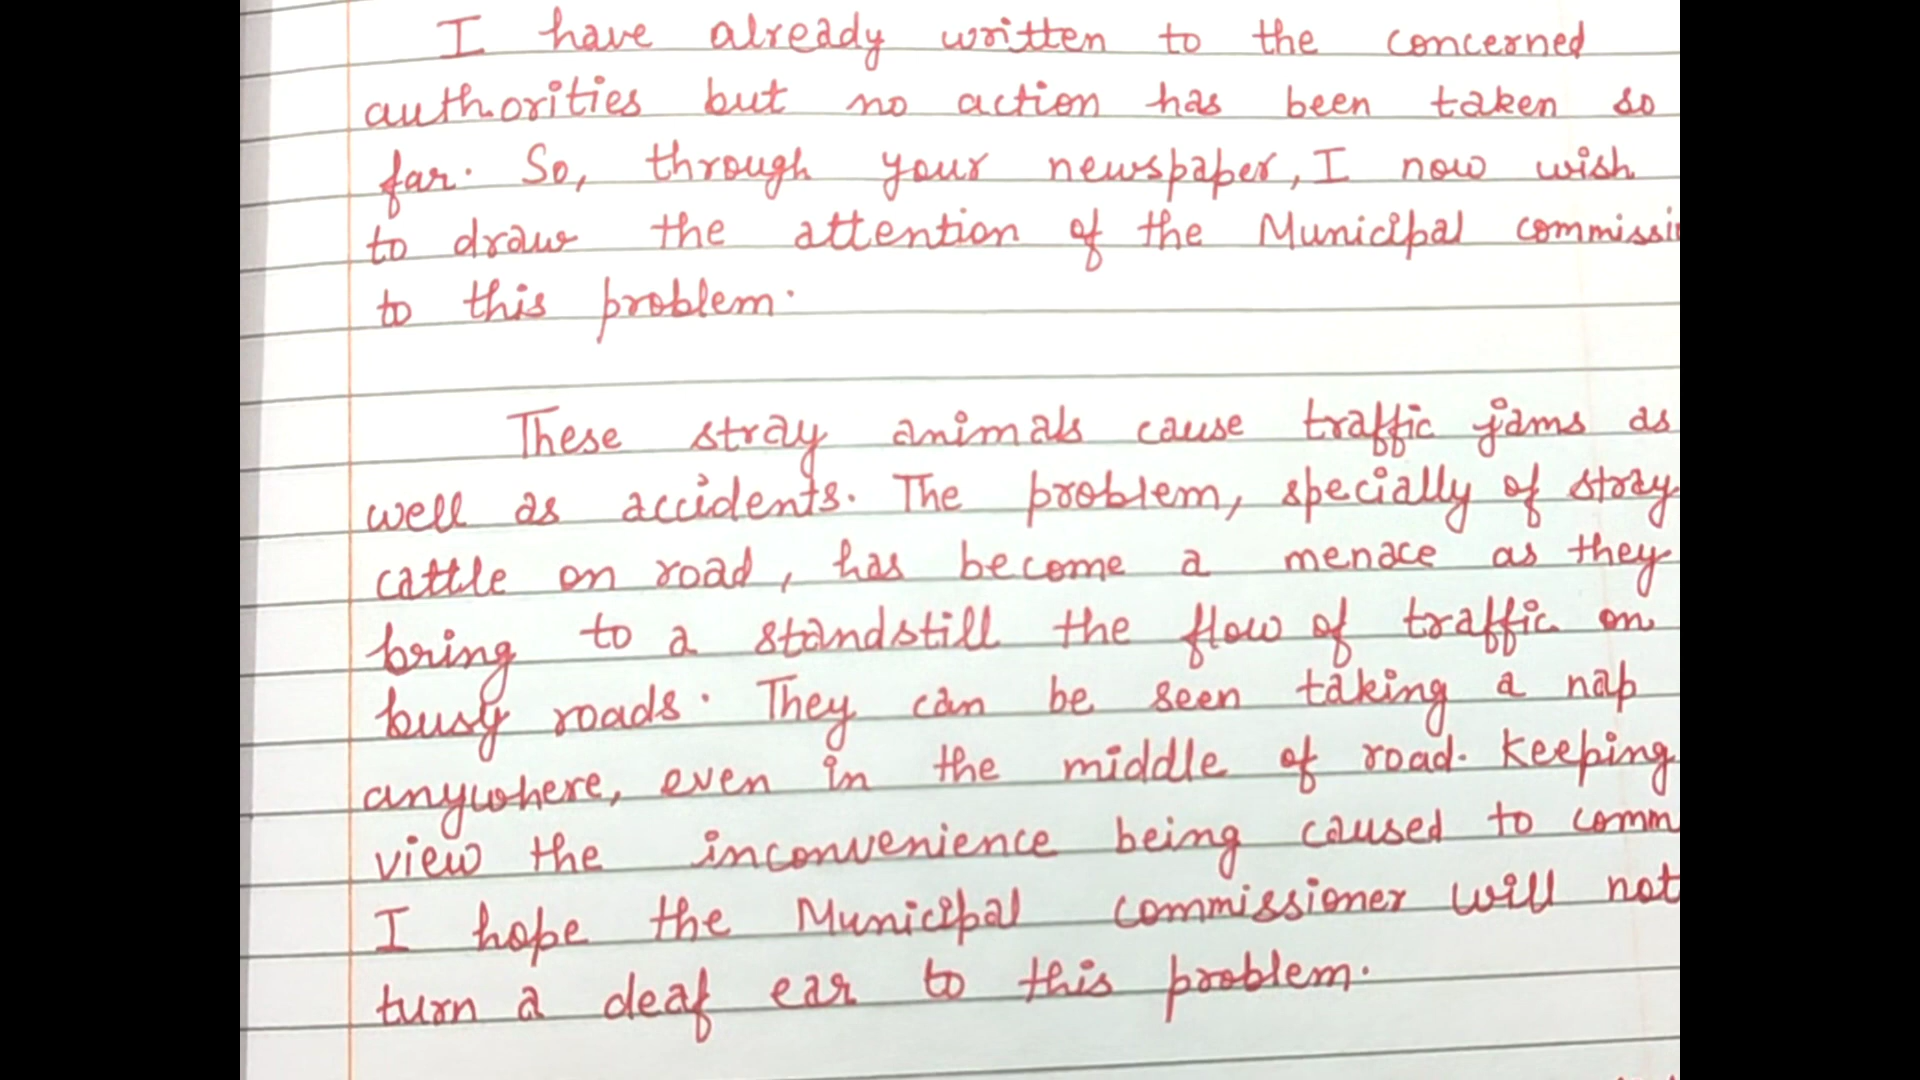 I have already written to the concerned
authorities but no action has been taken so
far. So, through your newspaper, I now wish
to draw the attention of the Municipal commissi
to this problem.
These stray animals cause traffic jams as
well as accidents. The problem, specially of stray
cattle on road, has become a menace as they
bring to a standstill the flow of traffic on
busy roads. They can be seen taking a nap
anywhere, even in the middle of road. Keeping
view the inconvenience being caused to comm
I hope the Municipal commissioner will not
turn a deaf ear to this problem.